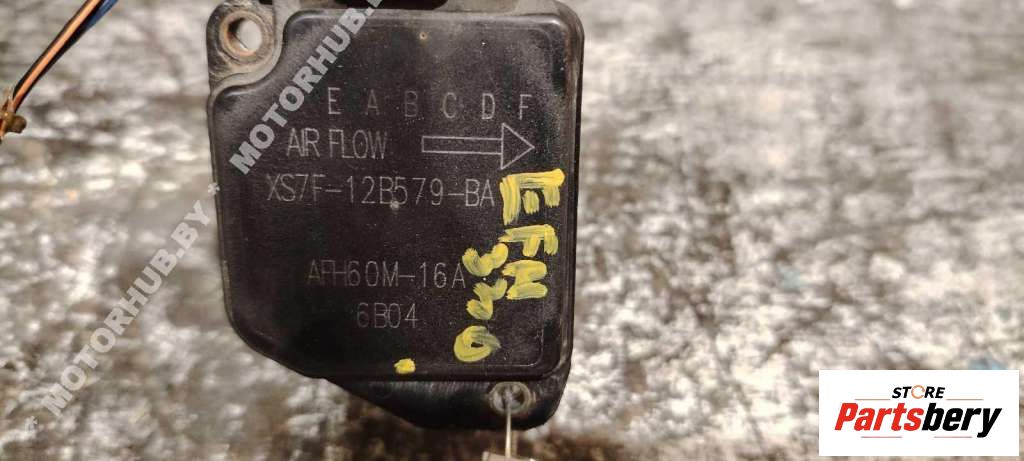 E A B C D F
AIR FLOW
XS7F-12B579-BA
AFH60M-16A
6B04
* MOTORHUB.BY * MOTORHUB.BY *
STORE
Partsbery